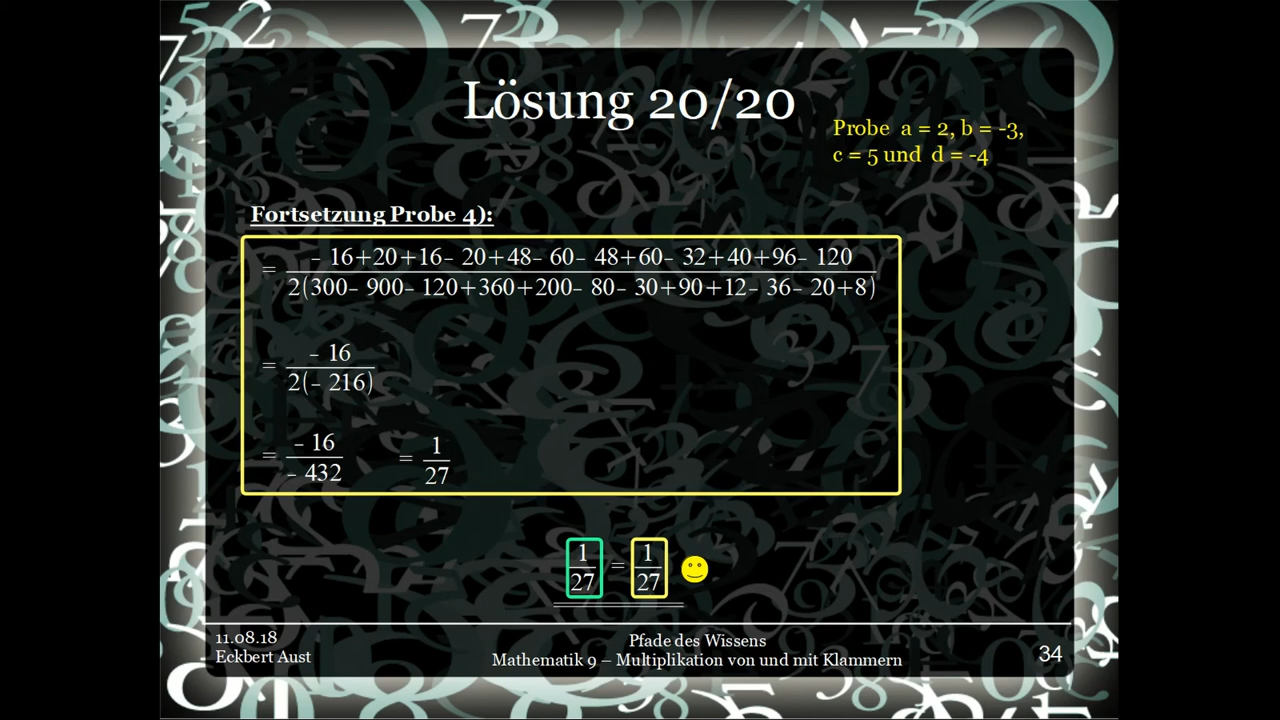 Lösung 20/20
Probe a = 2, b = -3,
c = 5 und d = -4
Fortsetzung Probe 4):
= (– 16+20+16– 20+48– 60– 48+60– 32+40+96– 120) / (2(300– 900– 120+360+200– 80– 30+90+12– 36– 20+8))
= – 16 / 2(– 216)
= – 16 / – 432 = 1/27
1/27 = 1/27
11.08.18
Eckbert Aust
Pfade des Wissens
Mathematik 9 – Multiplikation von und mit Klammern
34